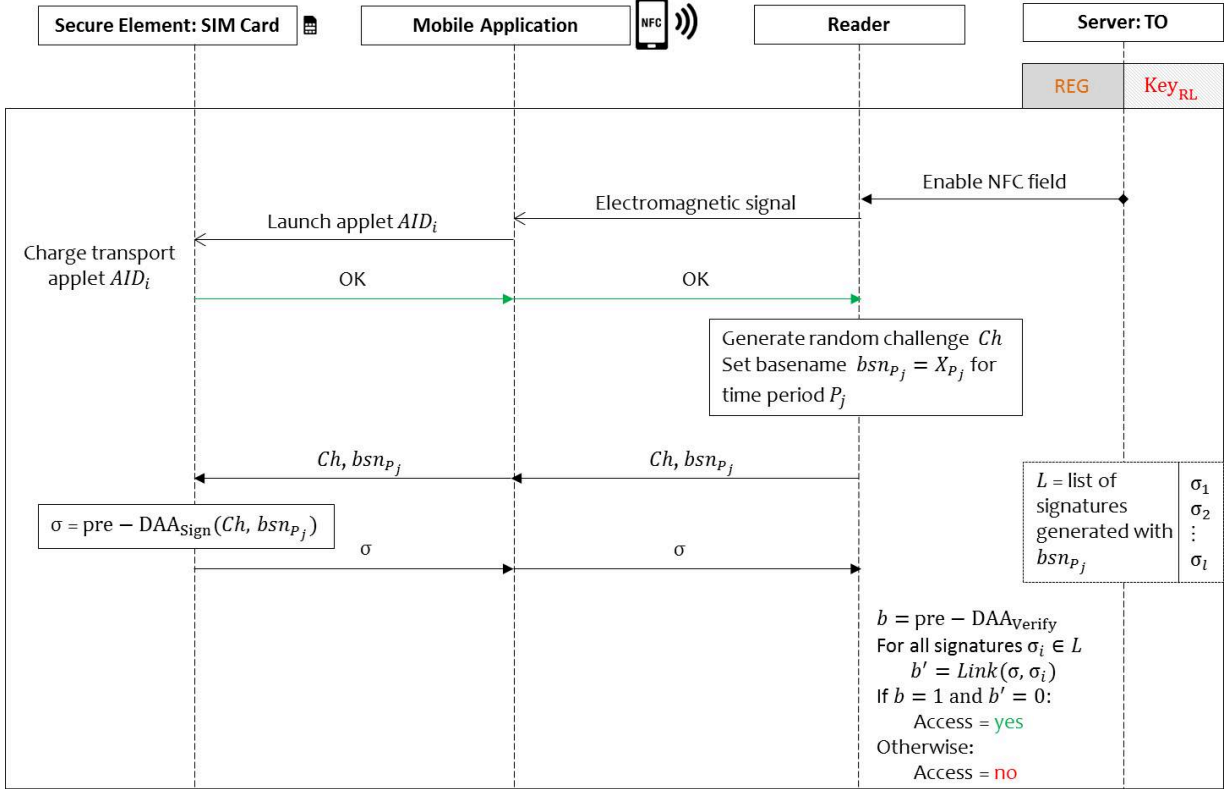 Secure Element: SIM Card
Mobile Application
NFC
Reader
Server: TO
REG
Key_RL
Enable NFC field
Electromagnetic signal
Launch applet AID_i
Charge transport
applet AID_i
OK
OK
Generate random challenge Ch
Set basename bsn_{P_j} = X_{P_j} for
time period P_j
Ch, bsn_{P_j}
Ch, bsn_{P_j}
L = list of
signatures
generated with
bsn_{P_j}
σ_1
σ_2
⋮
σ_l
σ = pre − DAA_Sign(Ch, bsn_{P_j})
σ
σ
b = pre − DAA_Verify
For all signatures σ_i ∈ L
b′ = Link(σ, σ_i)
If b = 1 and b′ = 0:
Access = yes
Otherwise:
Access = no